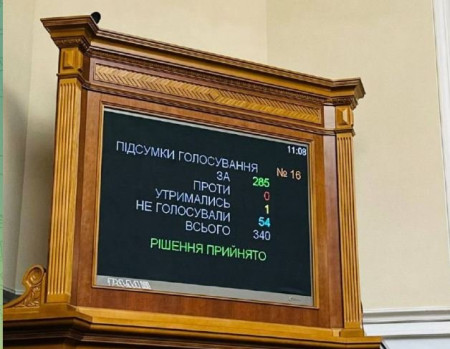 11:08
ПІДСУМКИ ГОЛОСУВАННЯ № 16
ЗА 285
ПРОТИ 0
УТРИМАЛИСЬ 1
НЕ ГОЛОСУВАЛИ 54
ВСЬОГО 340
РІШЕННЯ ПРИЙНЯТО